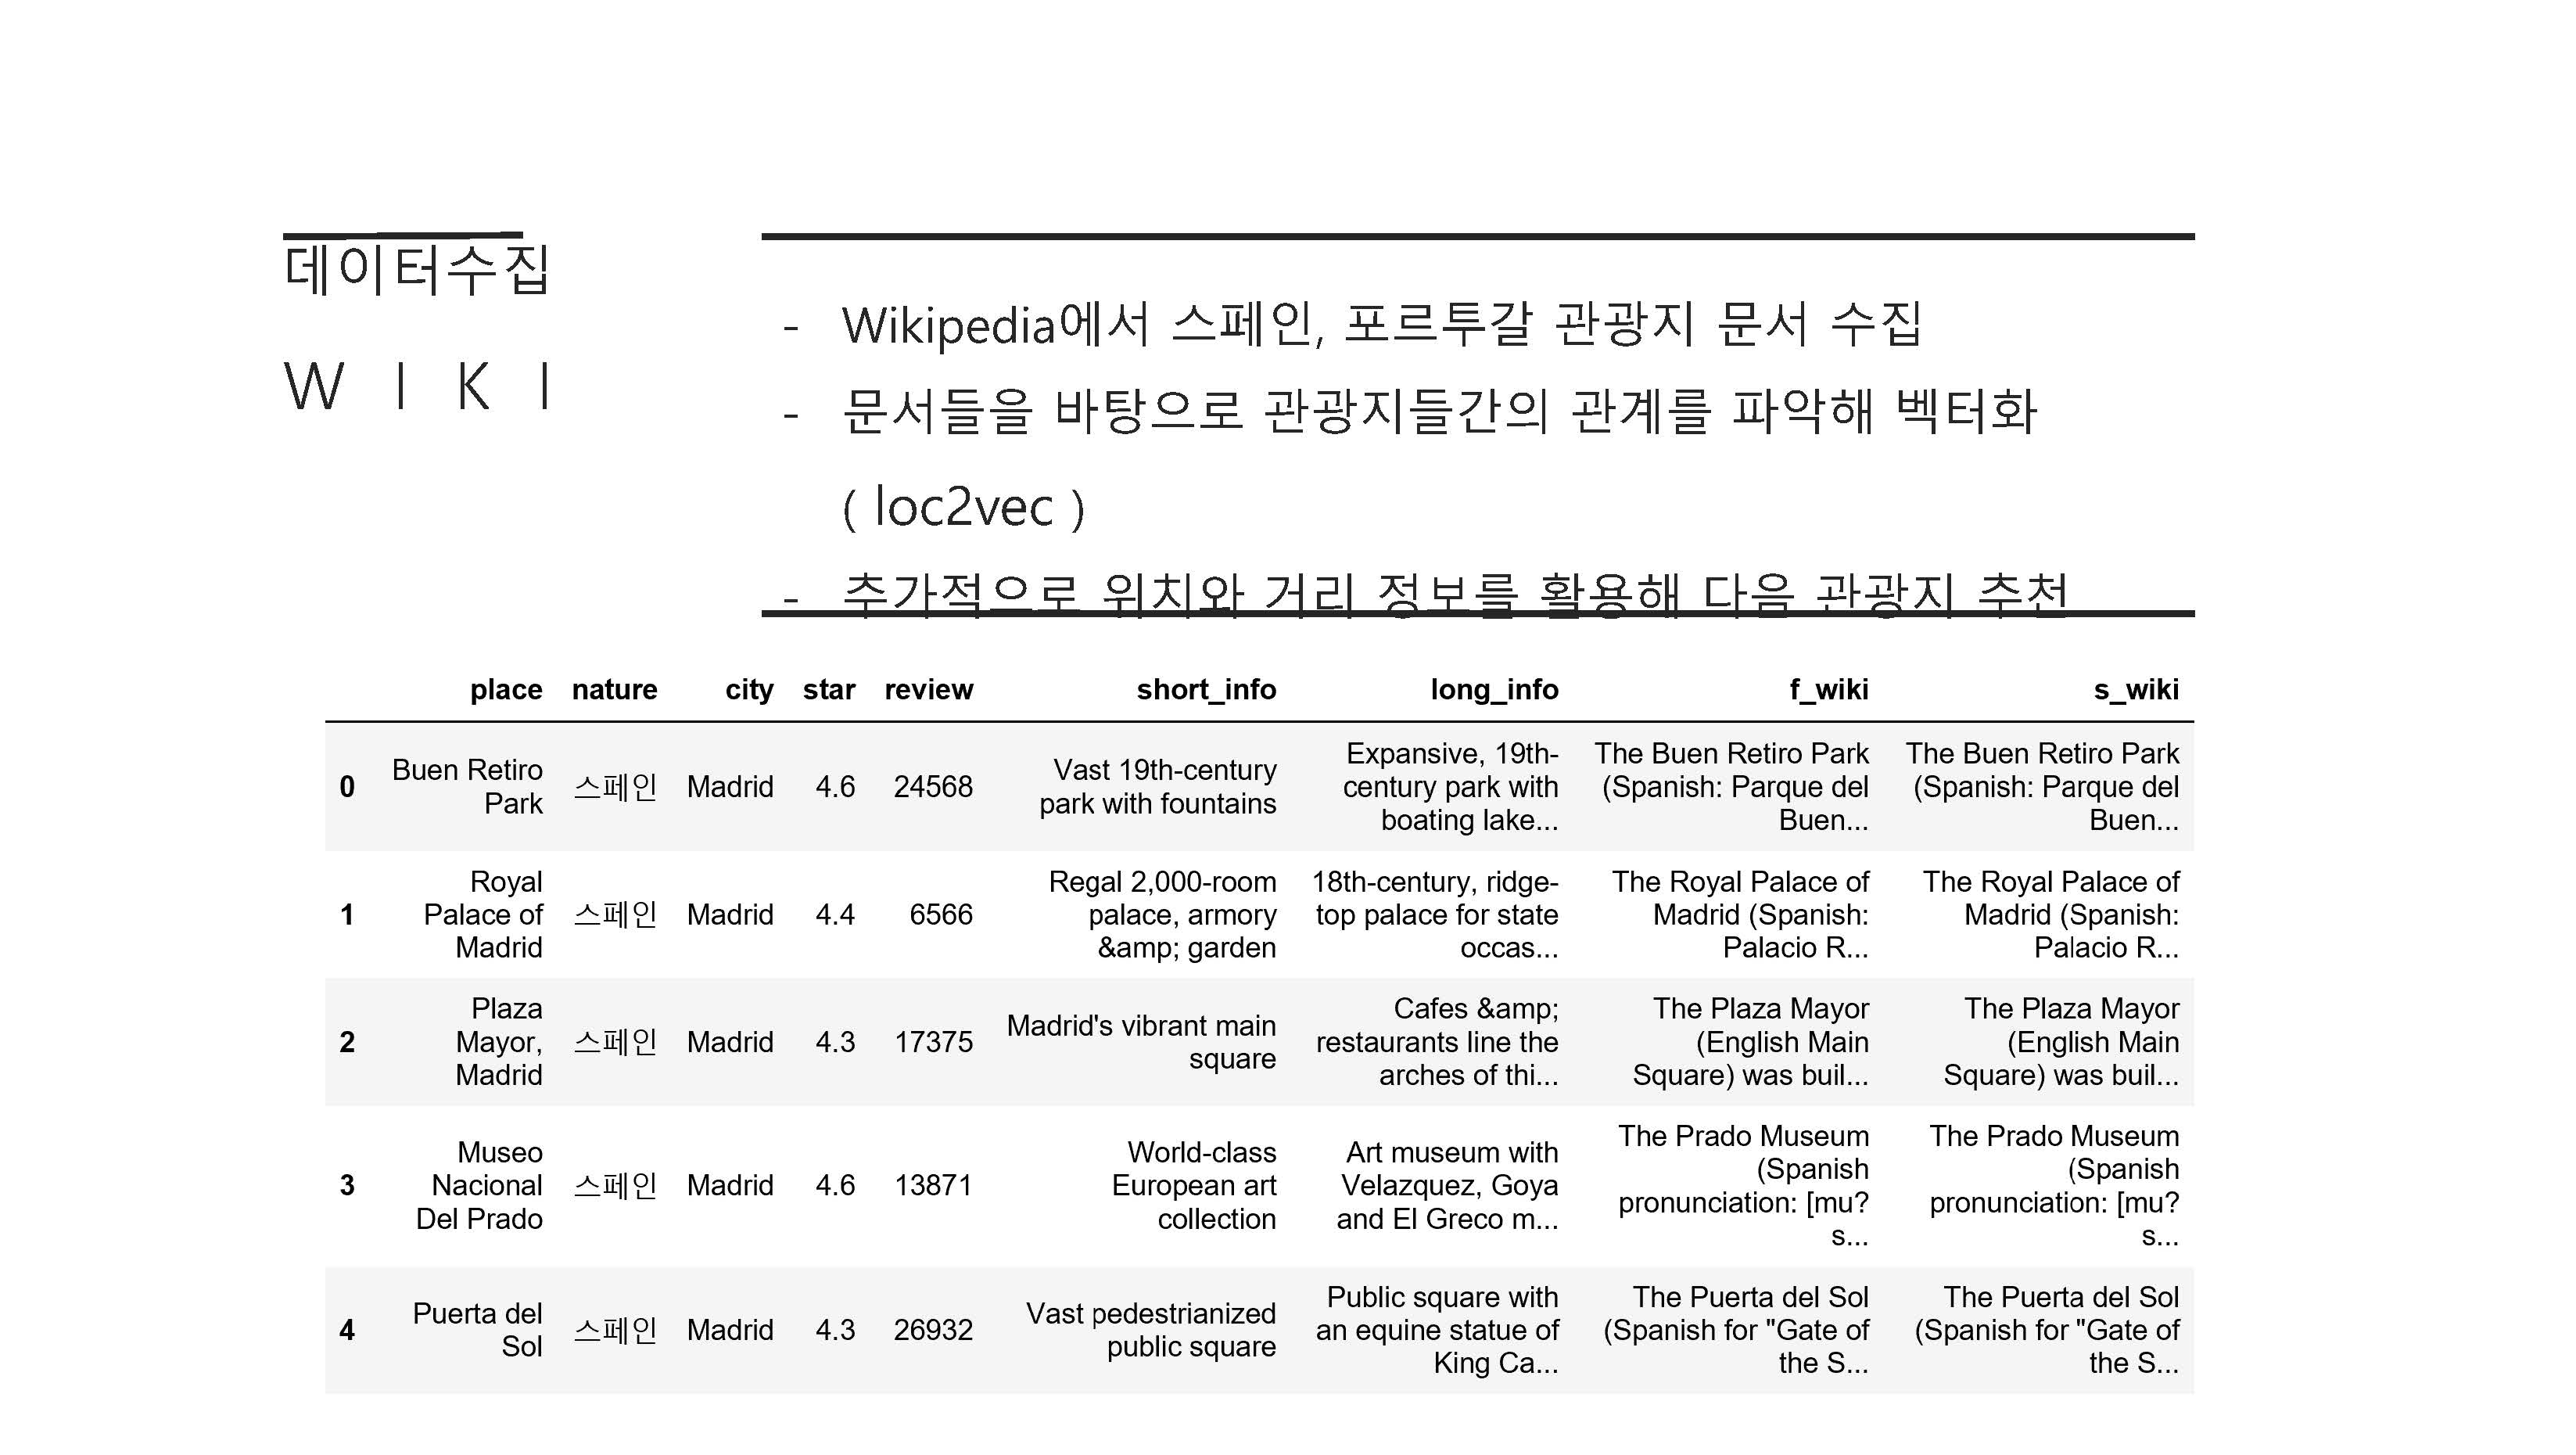 데이터수집
W I K I
- Wikipedia에서 스페인, 포르투갈 관광지 문서 수집
- 문서들을 바탕으로 관광지들간의 관계를 파악해 벡터화
( loc2vec )
- 추가적으로 위치와 거리 정보를 활용해 다음 관광지 추천
place nature city star review short_info long_info f_wiki s_wiki
0 Buen Retiro Park 스페인 Madrid 4.6 24568 Vast 19th-century park with fountains Expansive, 19th-century park with boating lake... The Buen Retiro Park (Spanish: Parque del Buen... The Buen Retiro Park (Spanish: Parque del Buen...
1 Royal Palace of Madrid 스페인 Madrid 4.4 6566 Regal 2,000-room palace, armory &amp; garden 18th-century, ridge-top palace for state occas... The Royal Palace of Madrid (Spanish: Palacio R... The Royal Palace of Madrid (Spanish: Palacio R...
2 Plaza Mayor, Madrid 스페인 Madrid 4.3 17375 Madrid's vibrant main square Cafes &amp; restaurants line the arches of thi... The Plaza Mayor (English Main Square) was buil... The Plaza Mayor (English Main Square) was buil...
3 Museo Nacional Del Prado 스페인 Madrid 4.6 13871 World-class European art collection Art museum with Velazquez, Goya and El Greco m... The Prado Museum (Spanish pronunciation: [mu?s... The Prado Museum (Spanish pronunciation: [mu?s...
4 Puerta del Sol 스페인 Madrid 4.3 26932 Vast pedestrianized public square Public square with an equine statue of King Ca... The Puerta del Sol (Spanish for "Gate of the S... The Puerta del Sol (Spanish for "Gate of the S...